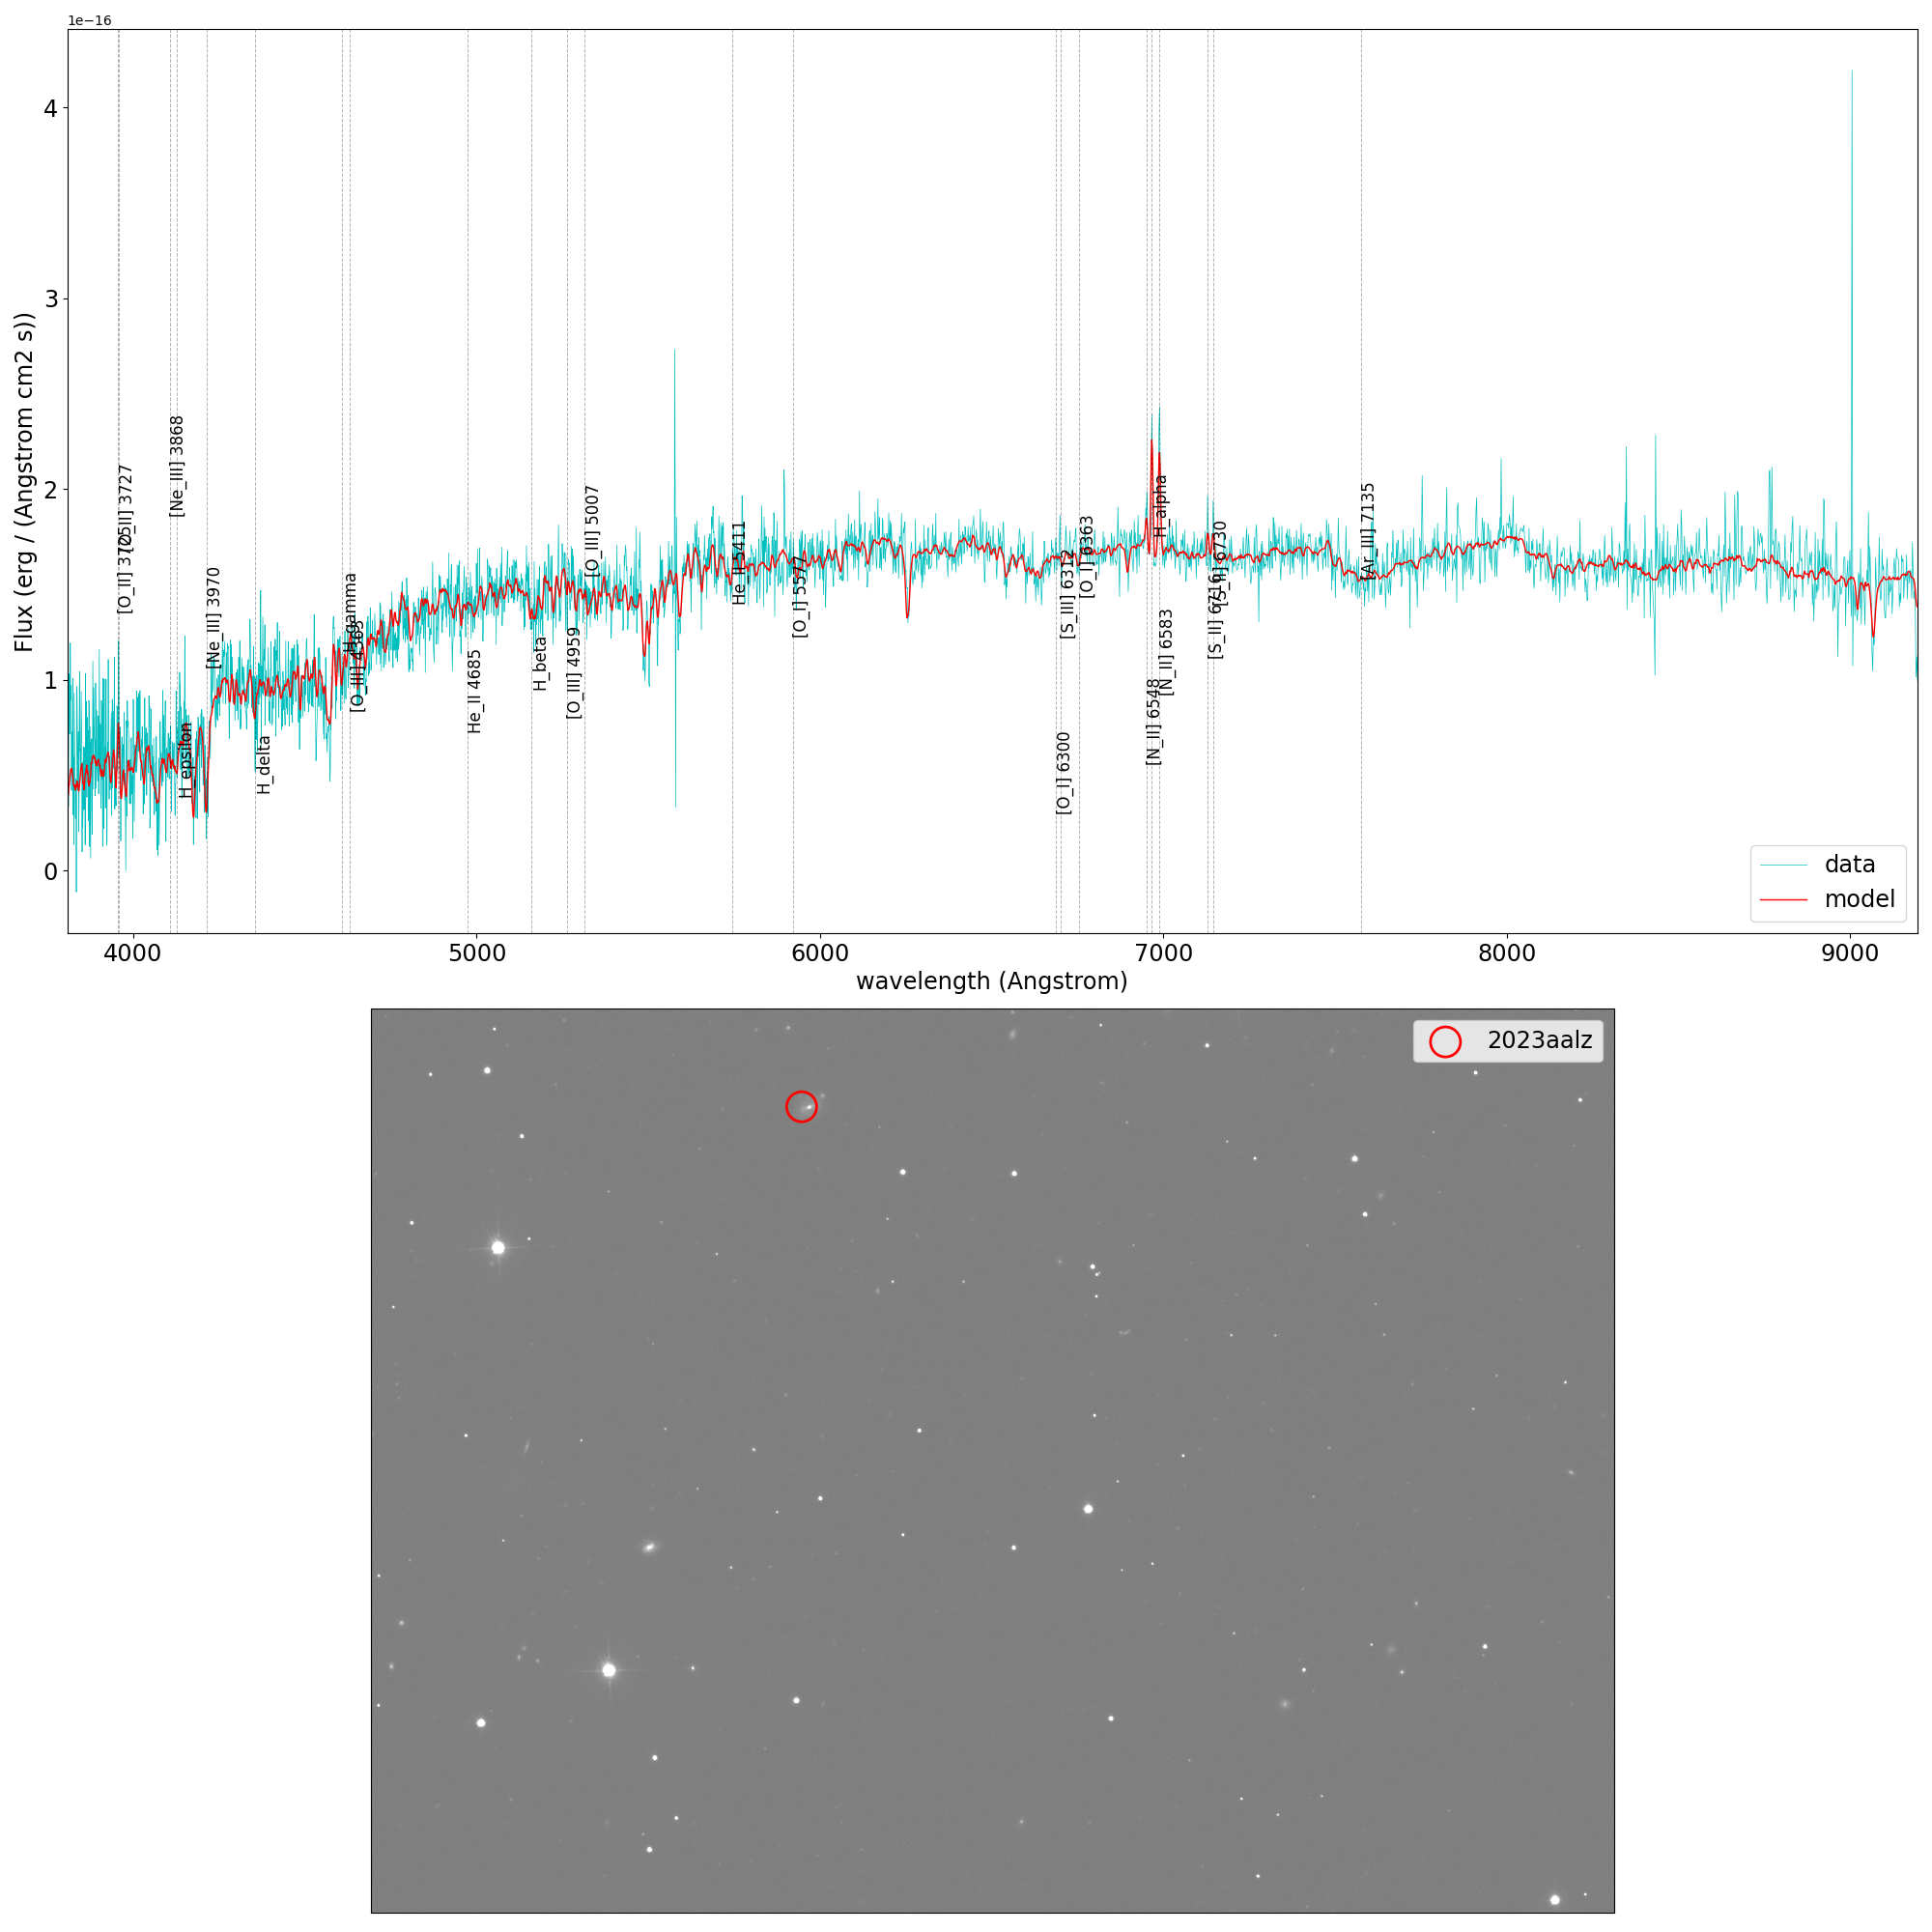 1e−16
Flux (erg / (Angstrom cm2 s))
4
3
2
1
0
[O_II] 3727
[Ne_III] 3868
H_epsilon
[Ne_III] 3970
H_delta
H_gamma
He_II 4685
H_beta
[O_III] 4959
[O_III] 5007
He_II 5411
[O_I] 5577
[O_I] 6300
[S_III] 6312
[O_I] 6363
[N_II] 6548
H_alpha
[N_II] 6583
[S_II] 6716
[S_II] 6730
[Ar_III] 7135
data
model
4000 5000 6000 7000 8000 9000
wavelength (Angstrom)
2023aalz